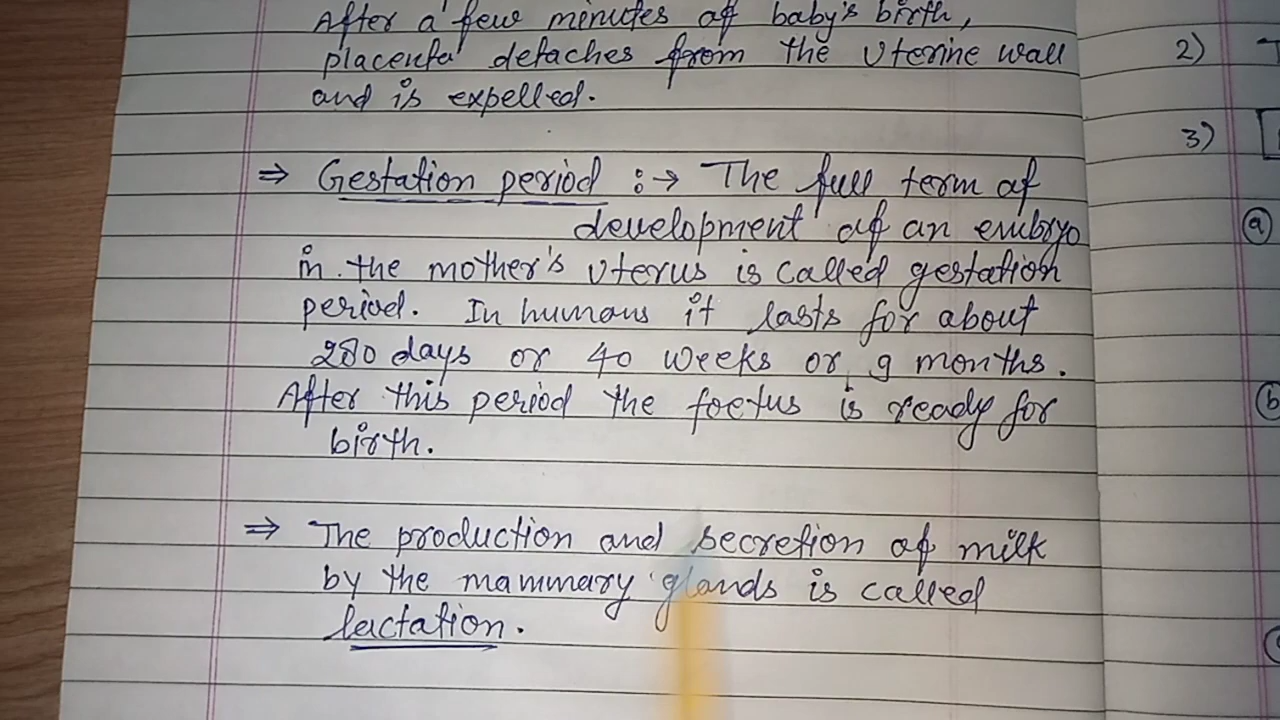 After a few minutes of baby's birth,
placenta detaches from the uterine wall
and is expelled.
⇒ Gestation period :→ The full term of
development of an embryo
in the mother's uterus is called gestation
period. In humans it lasts for about
280 days or 40 weeks or 9 months.
After this period the foetus is ready for
birth.
⇒ The production and secretion of milk
by the mammary glands is called
lactation.
2)
3)
a
b